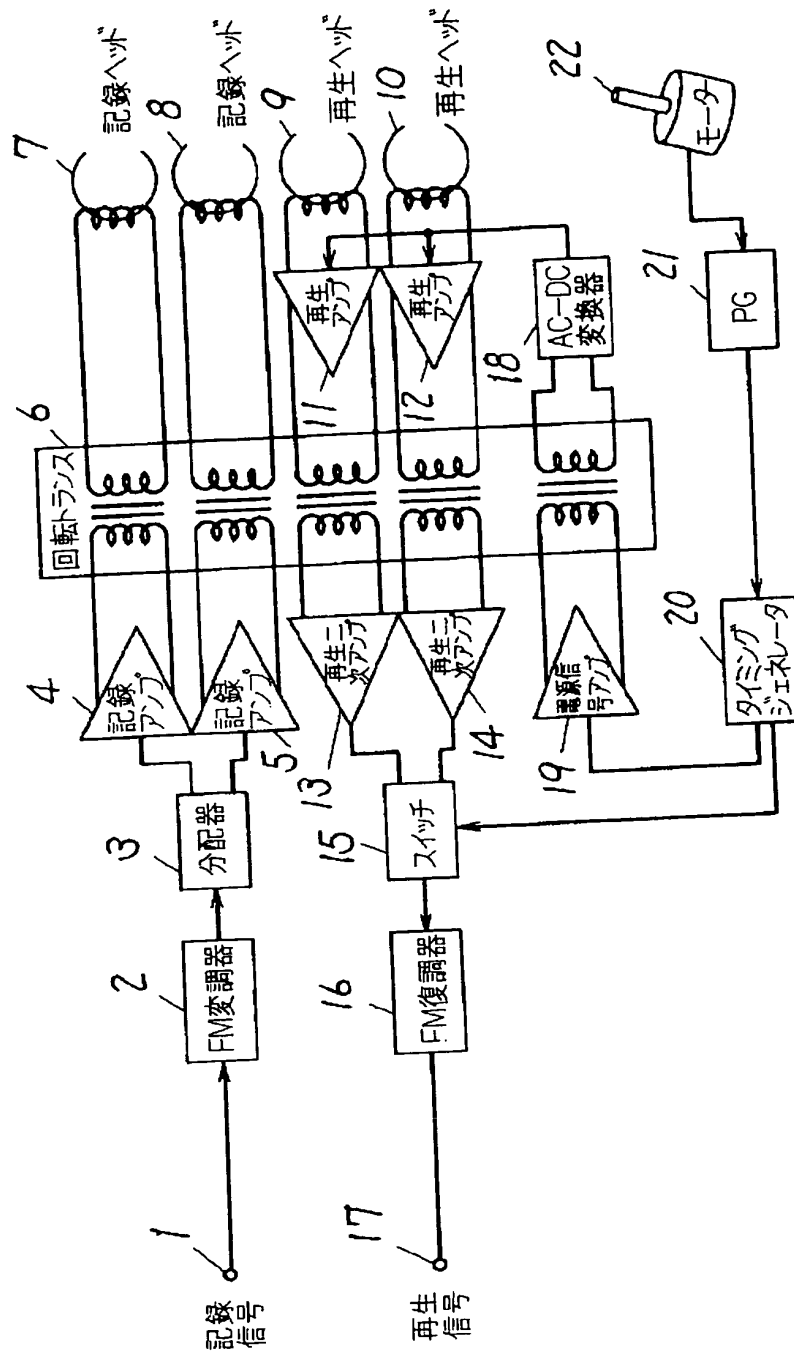 記録
信号
1
2
FM変調器
3
分配器
4
記録
アンプ
記録
アンプ
5
回転トランス
6
7
記録ヘッド
8
記録ヘッド
9
再生ヘッド
10
再生ヘッド
再生
アンプ
11
再生
アンプ
12
再生二
次アンプ
13
再生二
次アンプ
14
15
スイッチ
16
FM復調器
17
再生
信号
18
AC-DC
変換器
電源信
号アンプ
19
20
タイミング
ジェネレータ
21
PG
22
モーター